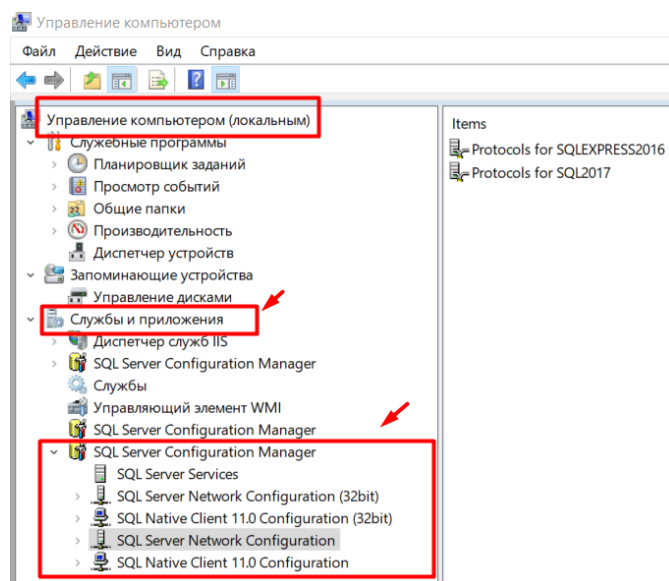 Управление компьютером
Файл Действие Вид Справка
Управление компьютером (локальным)
Служебные программы
Планировщик заданий
Просмотр событий
Общие папки
Производительность
Диспетчер устройств
Запоминающие устройства
Управление дисками
Службы и приложения
Диспетчер служб IIS
SQL Server Configuration Manager
Службы
Управляющий элемент WMI
SQL Server Configuration Manager
SQL Server Configuration Manager
SQL Server Services
SQL Server Network Configuration (32bit)
SQL Native Client 11.0 Configuration (32bit)
SQL Server Network Configuration
SQL Native Client 11.0 Configuration
Items
Protocols for SQLEXPRESS2016
Protocols for SQL2017